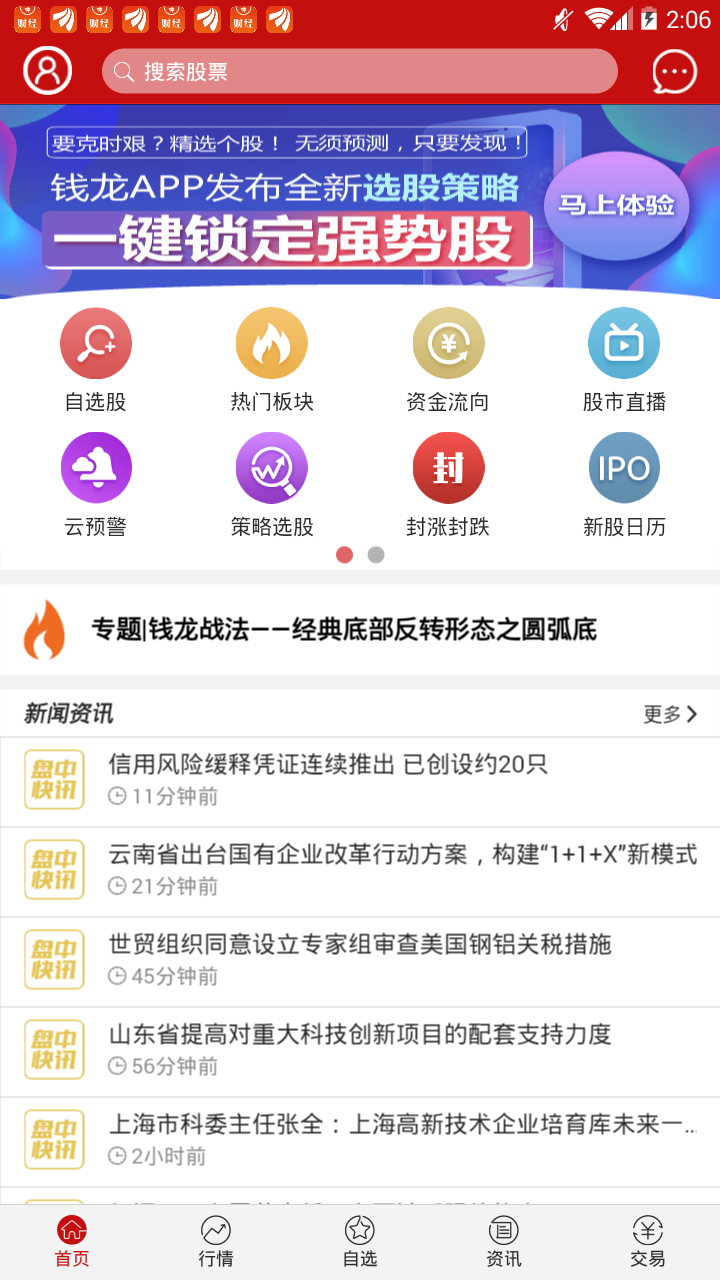 财经
财经
财经
财经
2:06
搜索股票
要克时艰？精选个股！ 无须预测，只要发现！
钱龙APP发布全新选股策略
一键锁定强势股
马上体验
自选股
热门板块
资金流向
股市直播
封
IPO
云预警
策略选股
封涨封跌
新股日历
专题|钱龙战法——经典底部反转形态之圆弧底
新闻资讯
更多
盘中快讯
信用风险缓释凭证连续推出 已创设约20只
11分钟前
盘中快讯
云南省出台国有企业改革行动方案，构建“1+1+X”新模式
21分钟前
盘中快讯
世贸组织同意设立专家组审查美国钢铝关税措施
45分钟前
盘中快讯
山东省提高对重大科技创新项目的配套支持力度
56分钟前
盘中快讯
上海市科委主任张全：上海高新技术企业培育库未来一...
2小时前
首页
行情
自选
资讯
交易